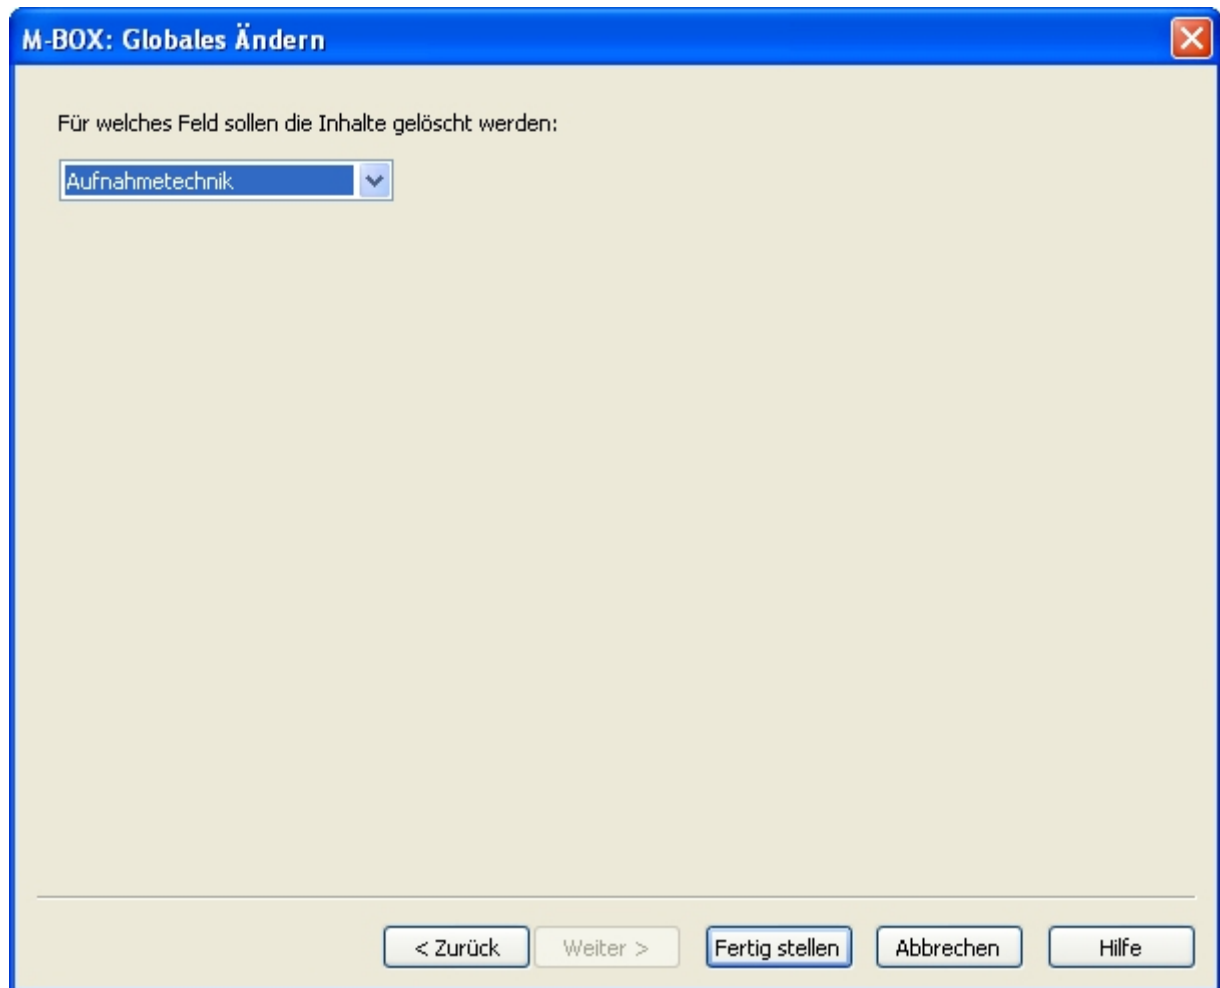 M-BOX: Globales Ändern
Für welches Feld sollen die Inhalte gelöscht werden:
Aufnahmetechnik
< Zurück Weiter > Fertig stellen Abbrechen Hilfe